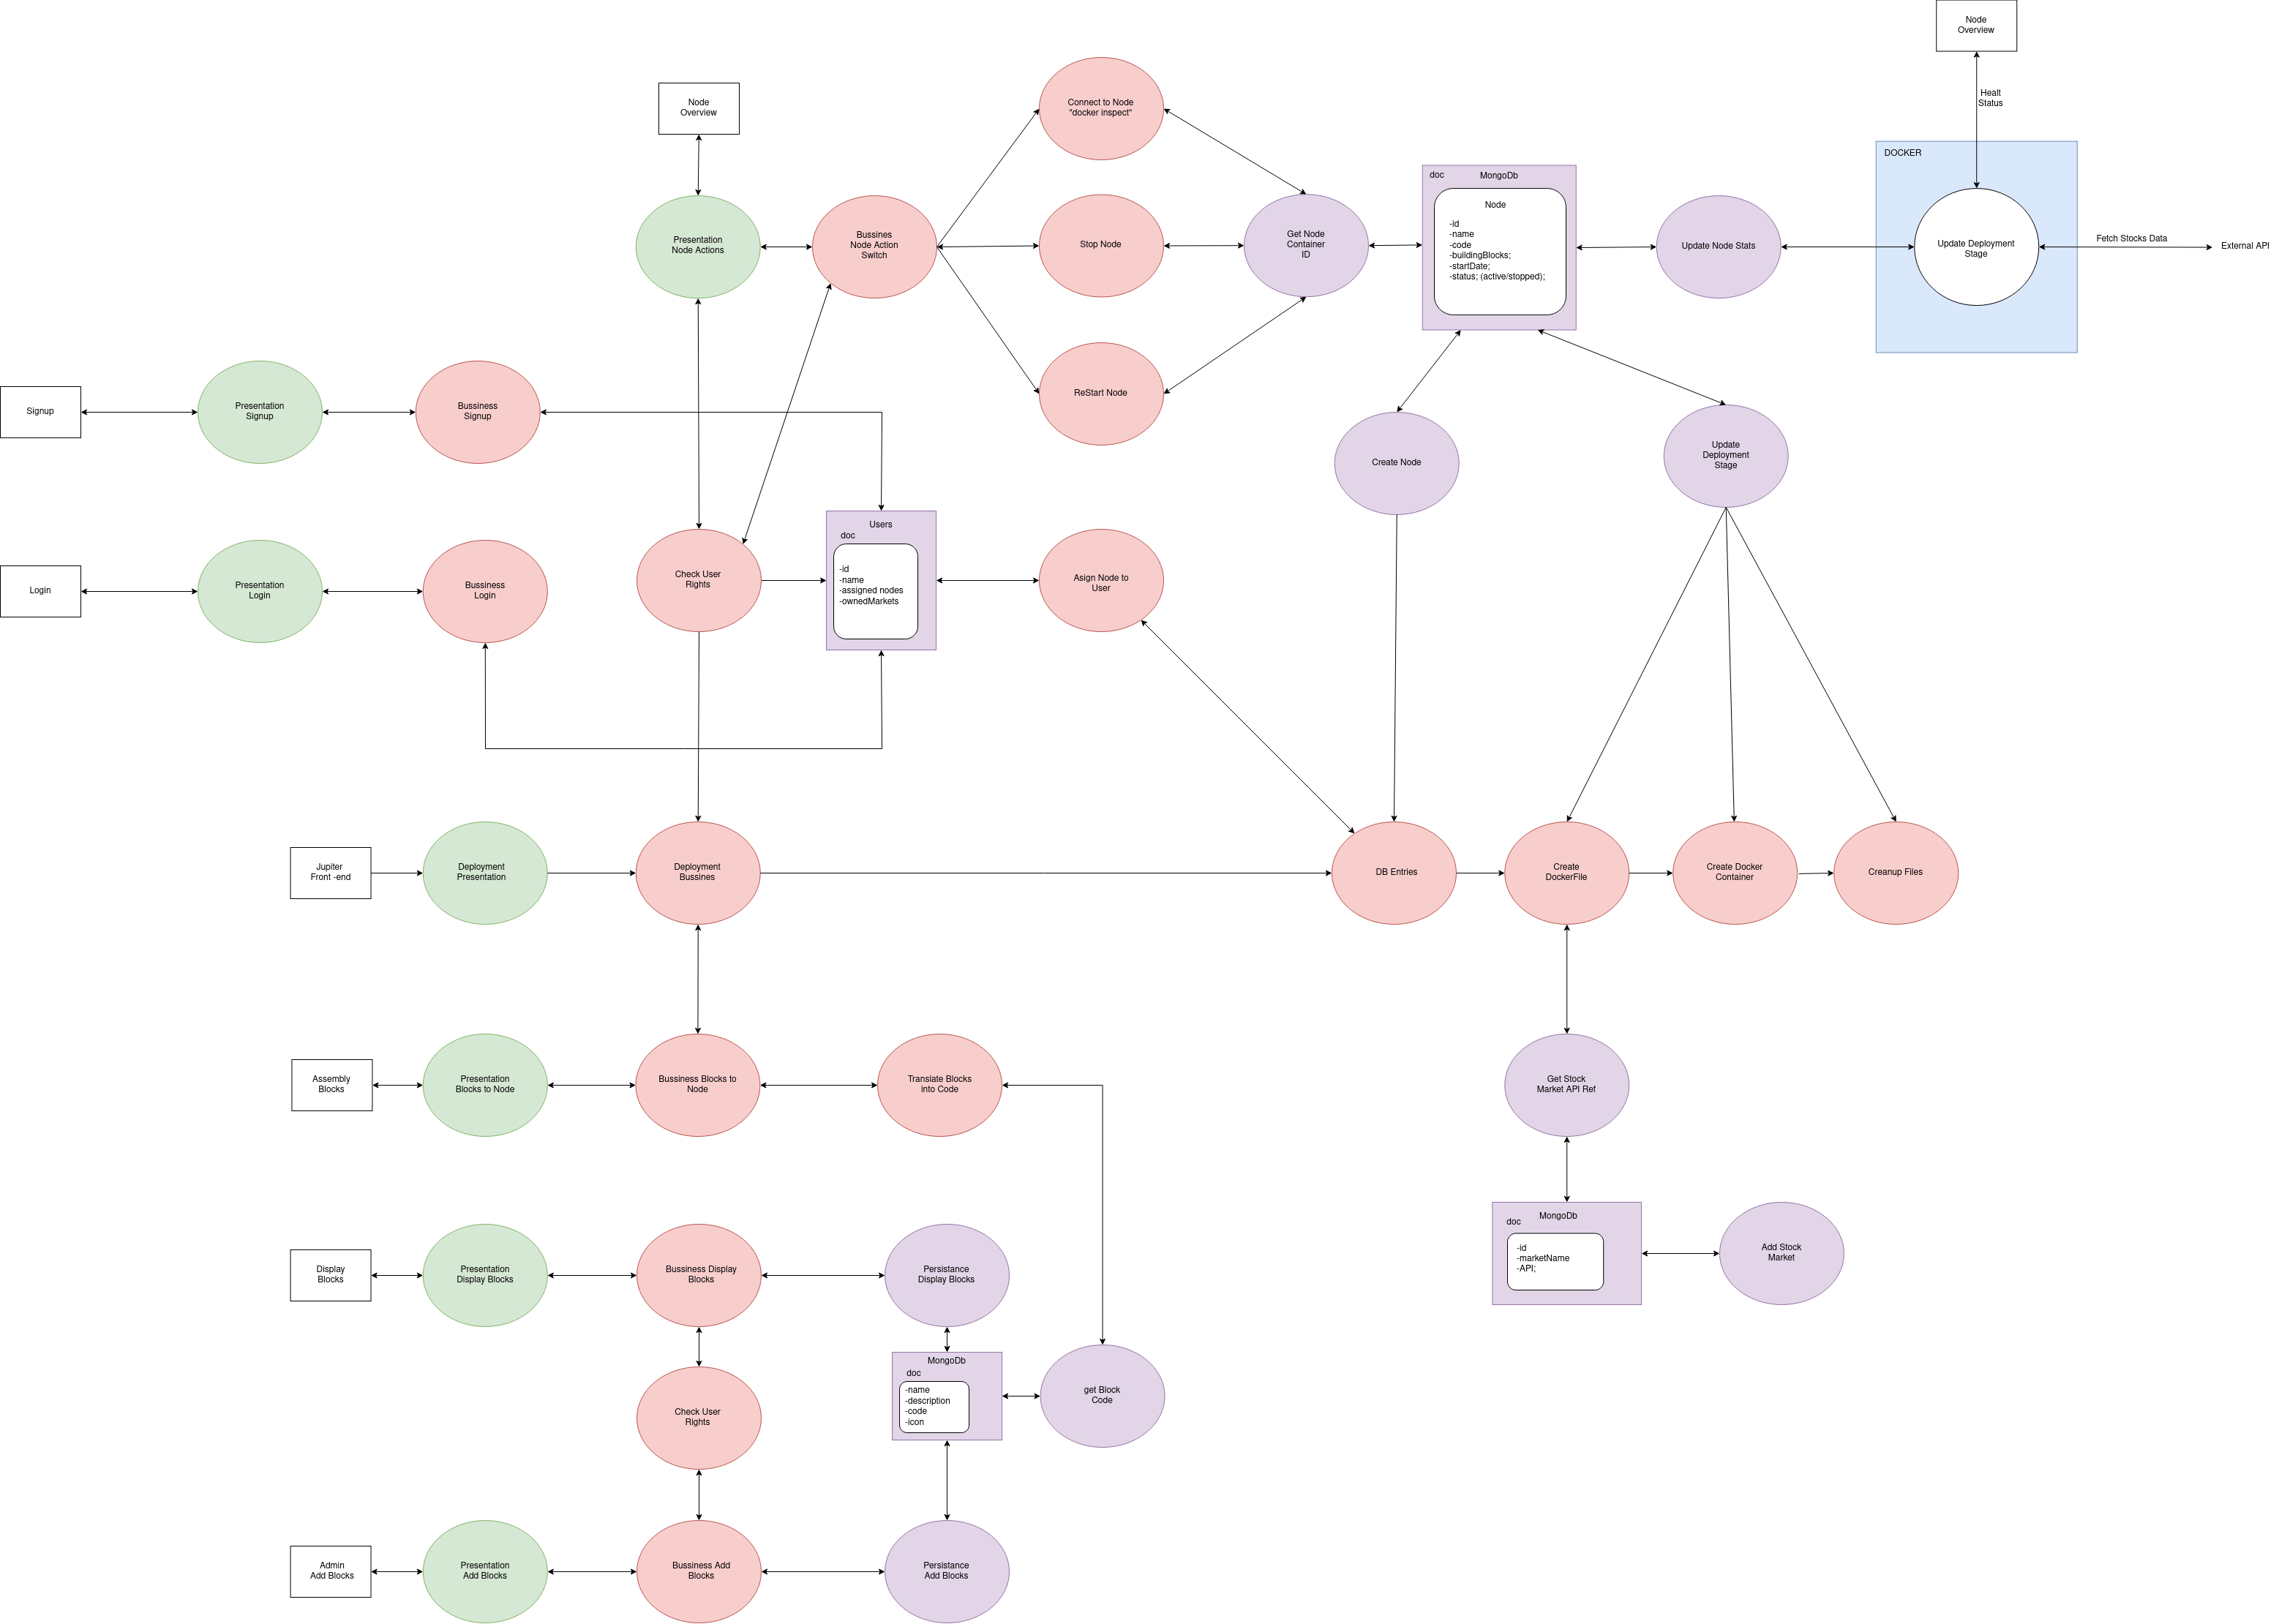 Node
Overview
Healt
Status
DOCKER
Update Deployment
Stage
Fetch Stocks Data
External API
Node
Overview
Presentation
Node Actions
Bussines
Node Action
Switch
Connect to Node
"docker inspect"
Stop Node
ReStart Node
Get Node
Container
ID
doc
MongoDb
Node
-id
-name
-code
-buildingBlocks;
-startDate;
-status; (active/stopped);
Update Node Stats
Signup
Presentation
Signup
Bussiness
Signup
Create Node
Update
Deployment
Stage
Login
Presentation
Login
Bussiness
Login
Check User
Rights
Users
doc
-id
-name
-assigned nodes
-ownedMarkets
Asign Node to
User
Jupiter
Front -end
Deployment
Presentation
Deployment
Bussines
DB Entries
Create
DockerFile
Create Docker
Container
Creanup Files
Assembly
Blocks
Presentation
Blocks to Node
Bussiness Blocks to
Node
Translate Blocks
into Code
Get Stock
Market API Ref
MongoDb
doc
-id
-marketName
-API;
Add Stock
Market
Display
Blocks
Presentation
Display Blocks
Bussiness Display
Blocks
Persistance
Display Blocks
Check User
Rights
MongoDb
doc
-name
-description
-code
-icon
get Block
Code
Admin
Add Blocks
Presentation
Add Blocks
Bussiness Add
Blocks
Persistance
Add Blocks